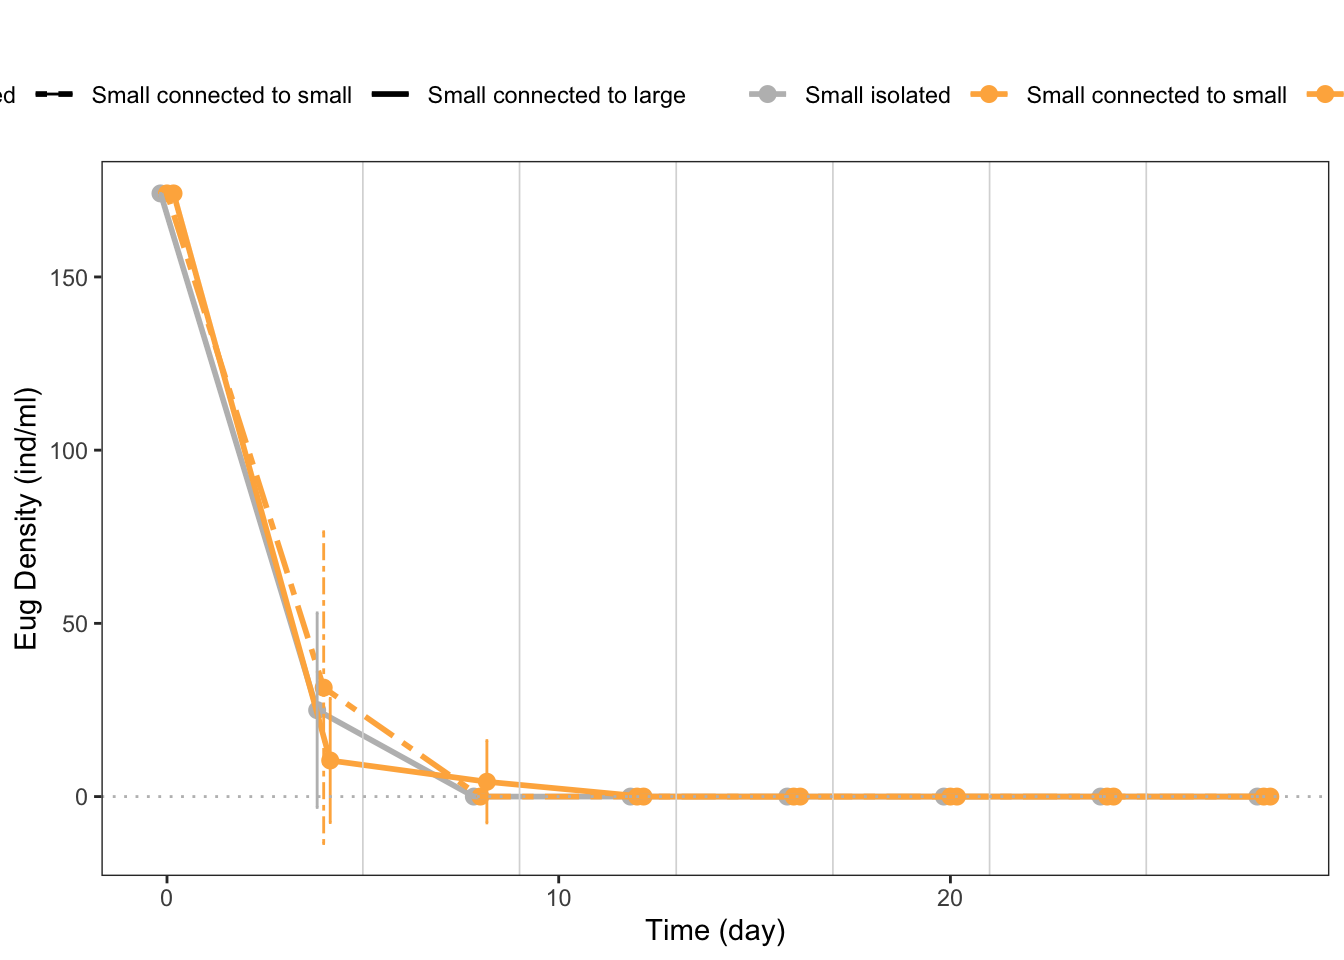 ed Small connected to small Small connected to large Small isolated Small connected to small
150
100
50
0
Eug Density (ind/ml)
0 10 20
Time (day)